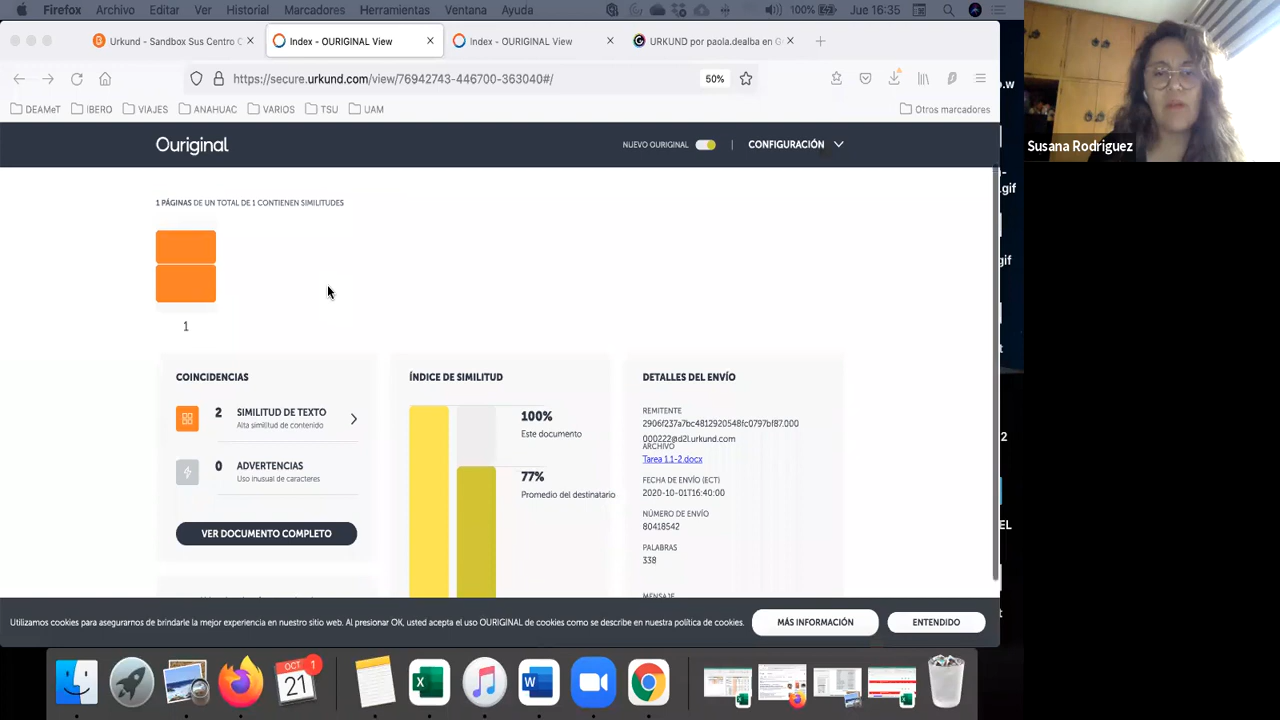 Firefox Archivo Editar Ver Historial Marcadores Herramientas Ventana Ayuda 100% Jue 16:35
Urkund - Sandbox Sus Centro C
Index - OURIGINAL View
Index - OURIGINAL View
URKUND por paola.dealba en G
https://secure.urkund.com/view/76942743-446700-363040#/
50%
DEAMeT IBERO VIAJES ANAHUAC VARIOS TSU UAM Otros marcadores
Ouriginal
NUEVO OURIGINAL
CONFIGURACIÓN
1 PÁGINAS DE UN TOTAL DE 1 CONTIENEN SIMILITUDES
1
COINCIDENCIAS
2 SIMILITUD DE TEXTO
Alta similitud de contenido
0 ADVERTENCIAS
Uso inusual de caracteres
VER DOCUMENTO COMPLETO
ÍNDICE DE SIMILITUD
100%
Este documento
77%
Promedio del destinatario
DETALLES DEL ENVÍO
REMITENTE
2906f237a7bc4812920548fc0797bf87.000
000222@d2l.urkund.com
ARCHIVO
Tarea 1.1-2.docx
FECHA DE ENVÍO (ECT)
2020-10-01T16:40:00
NÚMERO DE ENVÍO
80418542
PALABRAS
338
MENSAJE
Utilizamos cookies para asegurarnos de brindarle la mejor experiencia en nuestro sitio web. Al presionar OK, usted acepta el uso OURIGINAL de cookies como se describe en nuestra política de cookies.
MÁS INFORMACIÓN
ENTENDIDO
OCT 1
21
Susana Rodriguez
.gif
gif
2
EL